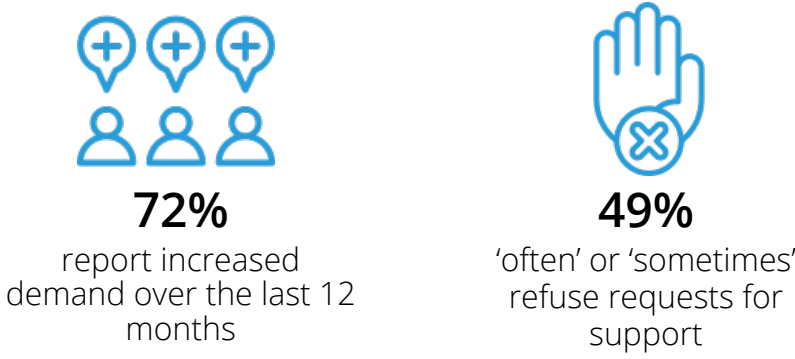 72%
report increased
demand over the last 12
months
49%
‘often’ or ‘sometimes’
refuse requests for
support